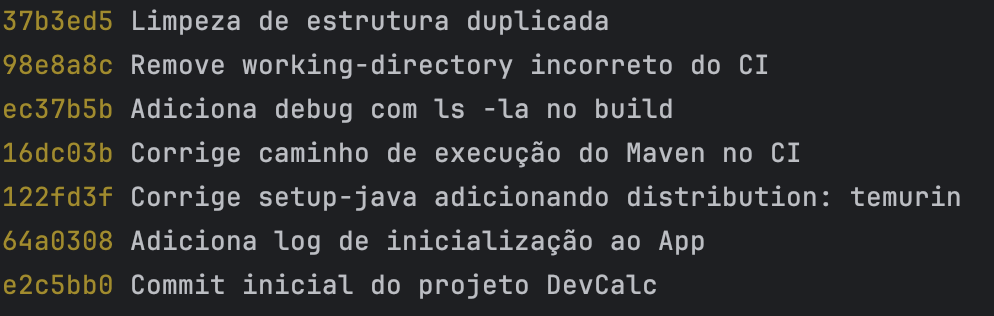 37b3ed5 Limpeza de estrutura duplicada
98e8a8c Remove working-directory incorreto do CI
ec37b5b Adiciona debug com ls -la no build
16dc03b Corrige caminho de execução do Maven no CI
122fd3f Corrige setup-java adicionando distribution: temurin
64a0308 Adiciona log de inicialização ao App
e2c5bb0 Commit inicial do projeto DevCalc